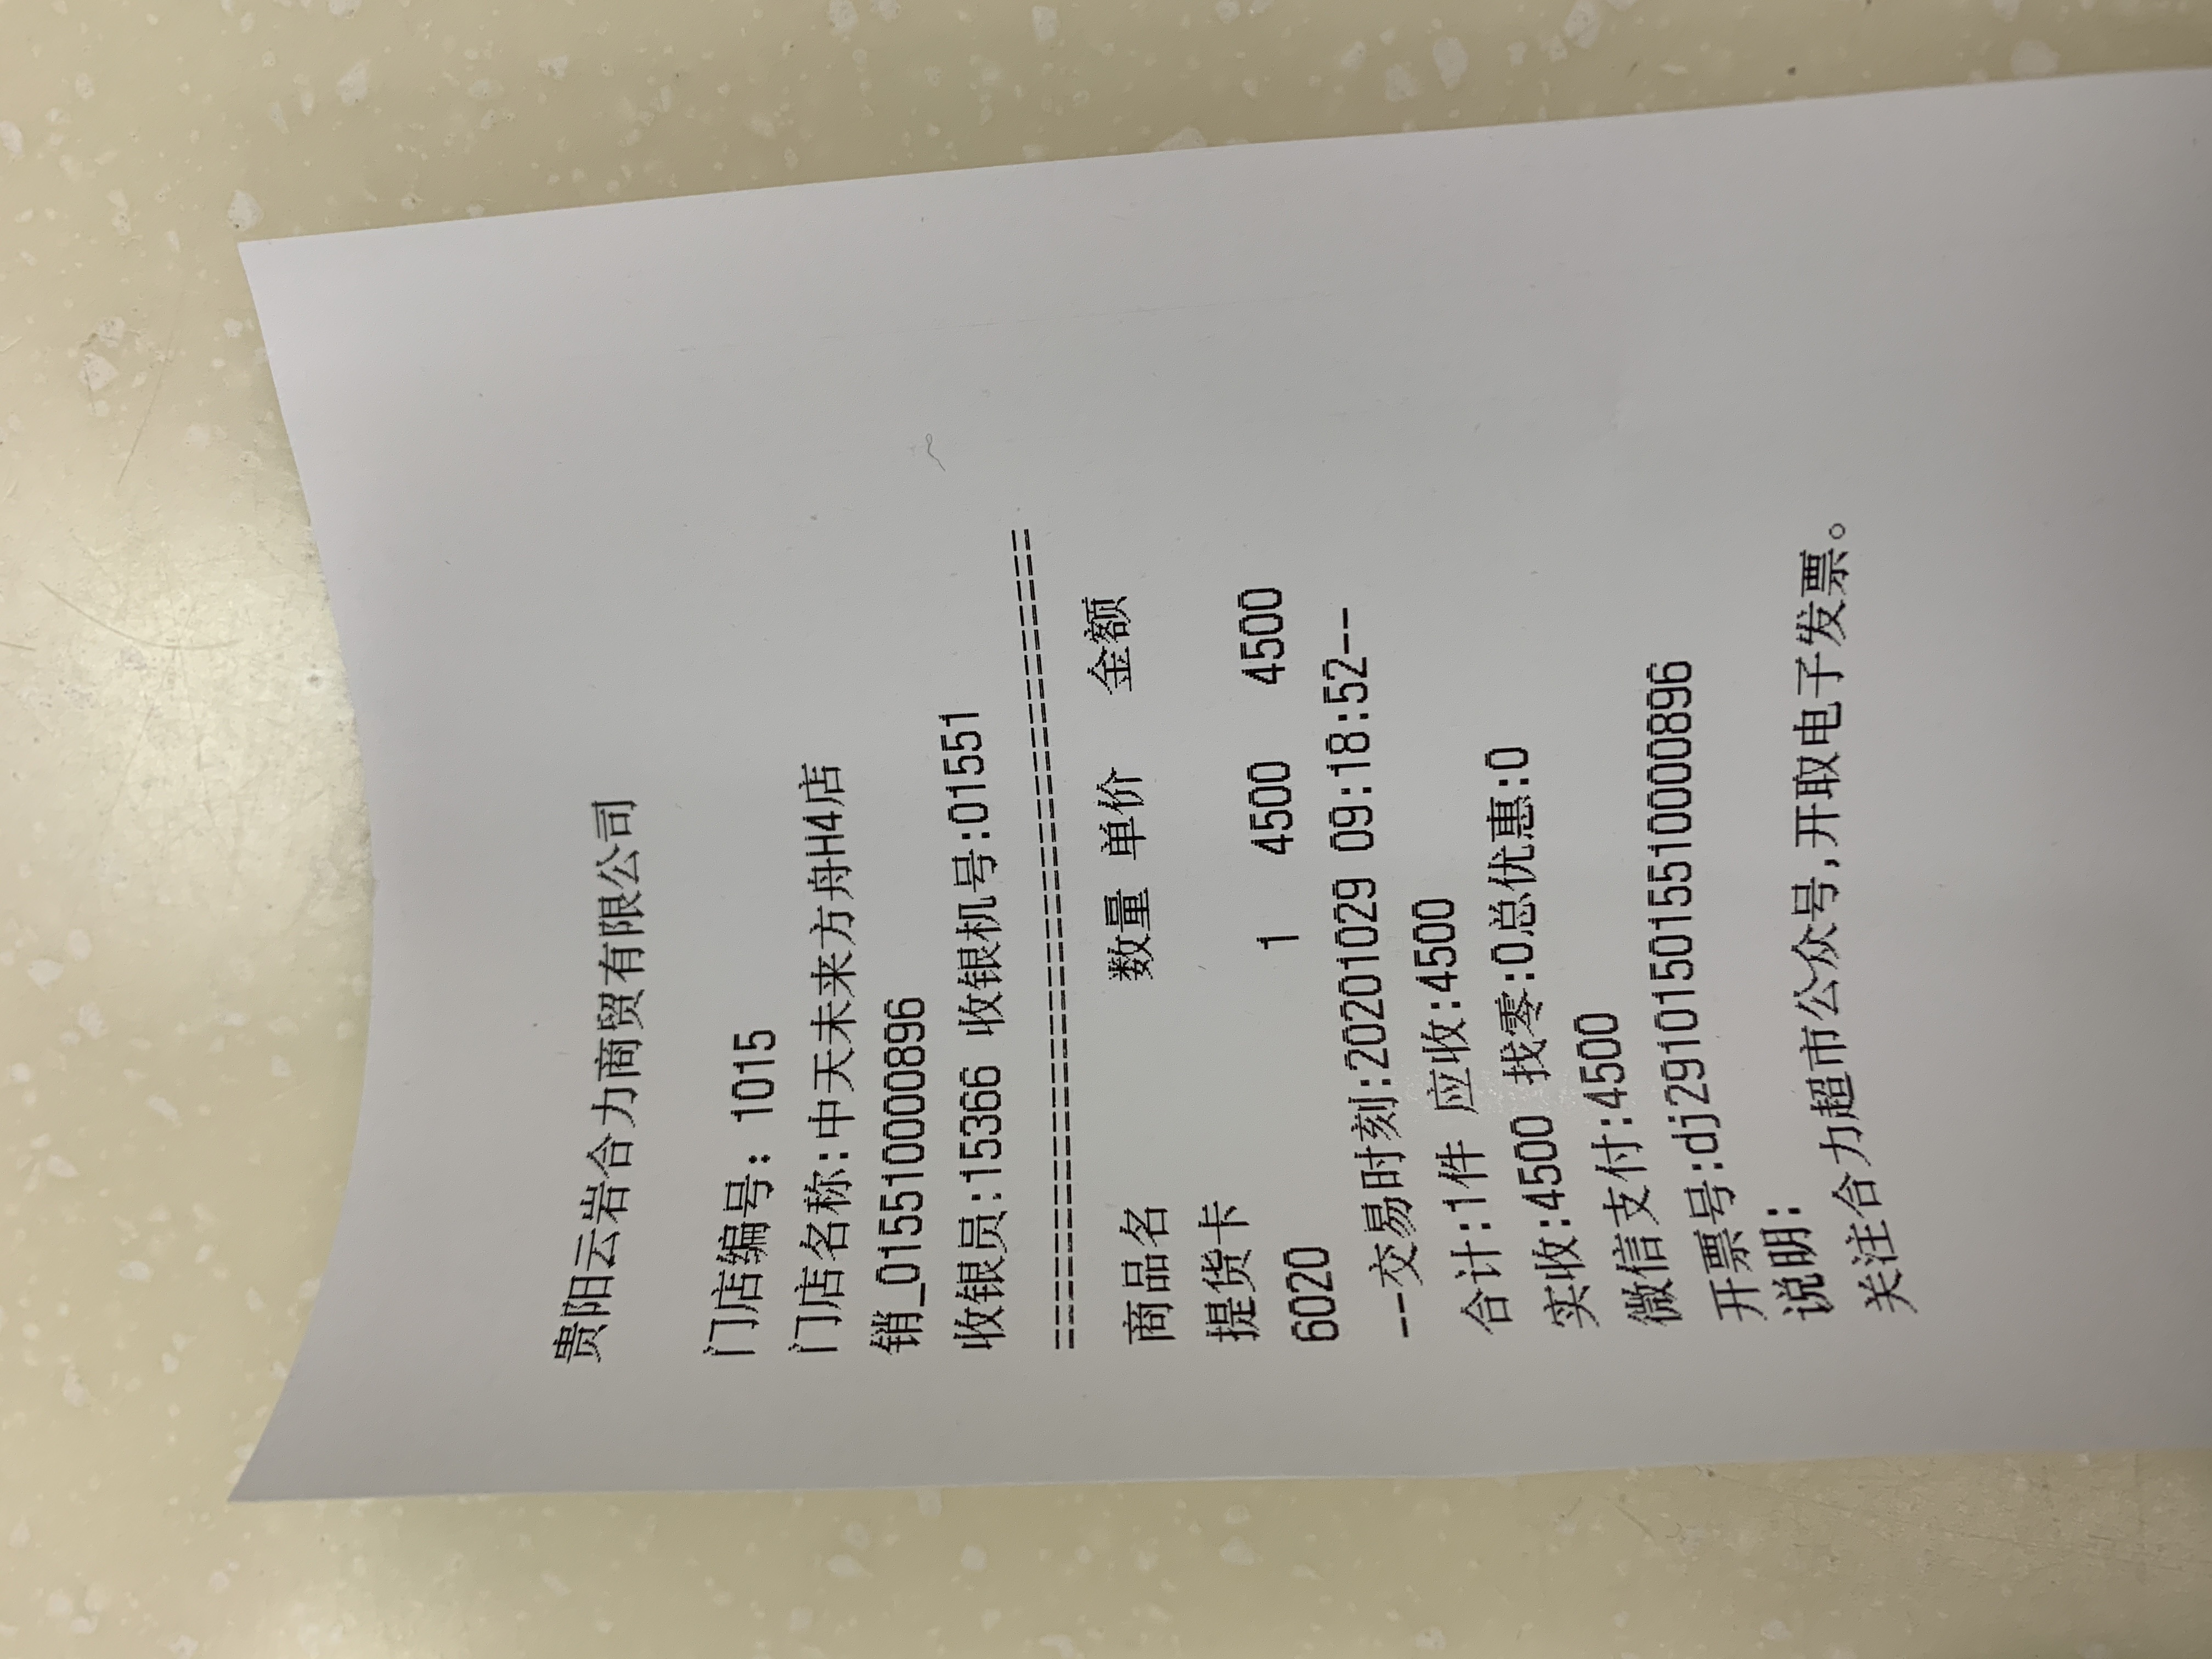 贵阳云岩合力商贸有限公司
门店编号: 1015
门店名称:中天未来方舟H4店
销_015510000896
收银员:15366 收银机号:01551
========================================
商品名 数量 单价 金额
提货卡
6020 1 4500 4500
--交易时刻:20201029 09:18:52--
合计:1件 应收:4500
实收:4500 找零:0总优惠:0
微信支付:4500
开票号:dj291015015510000896
说明:
关注合力超市公众号,开取电子发票。